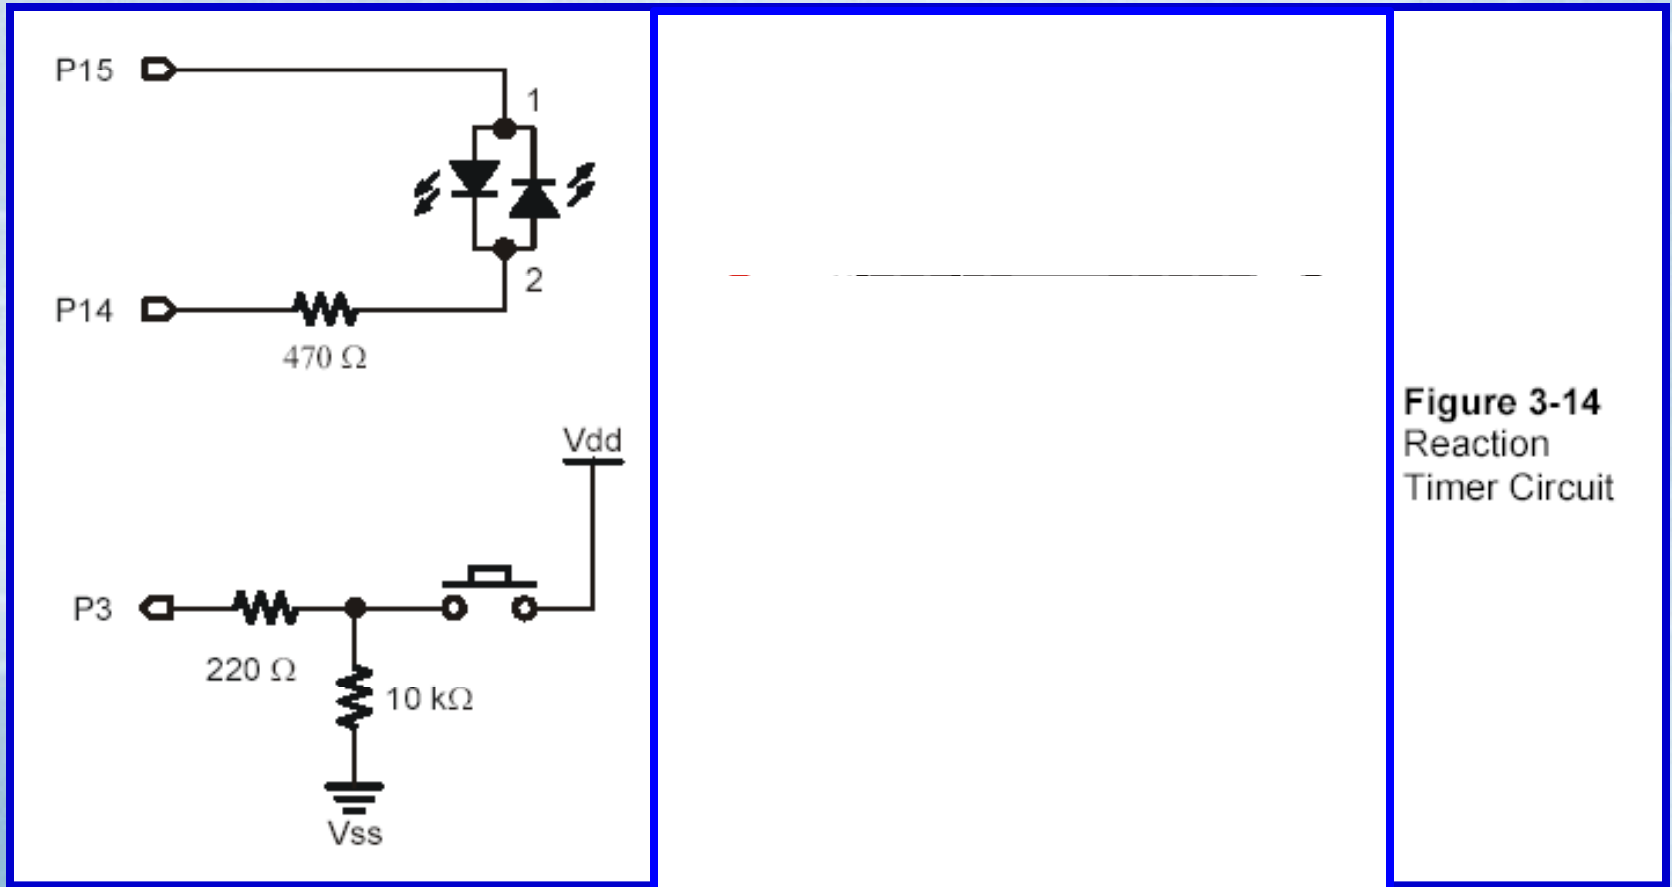 P15
1
2
P14
470 Ω
Vdd
P3
220 Ω
10 kΩ
Vss
Figure 3-14
Reaction
Timer Circuit